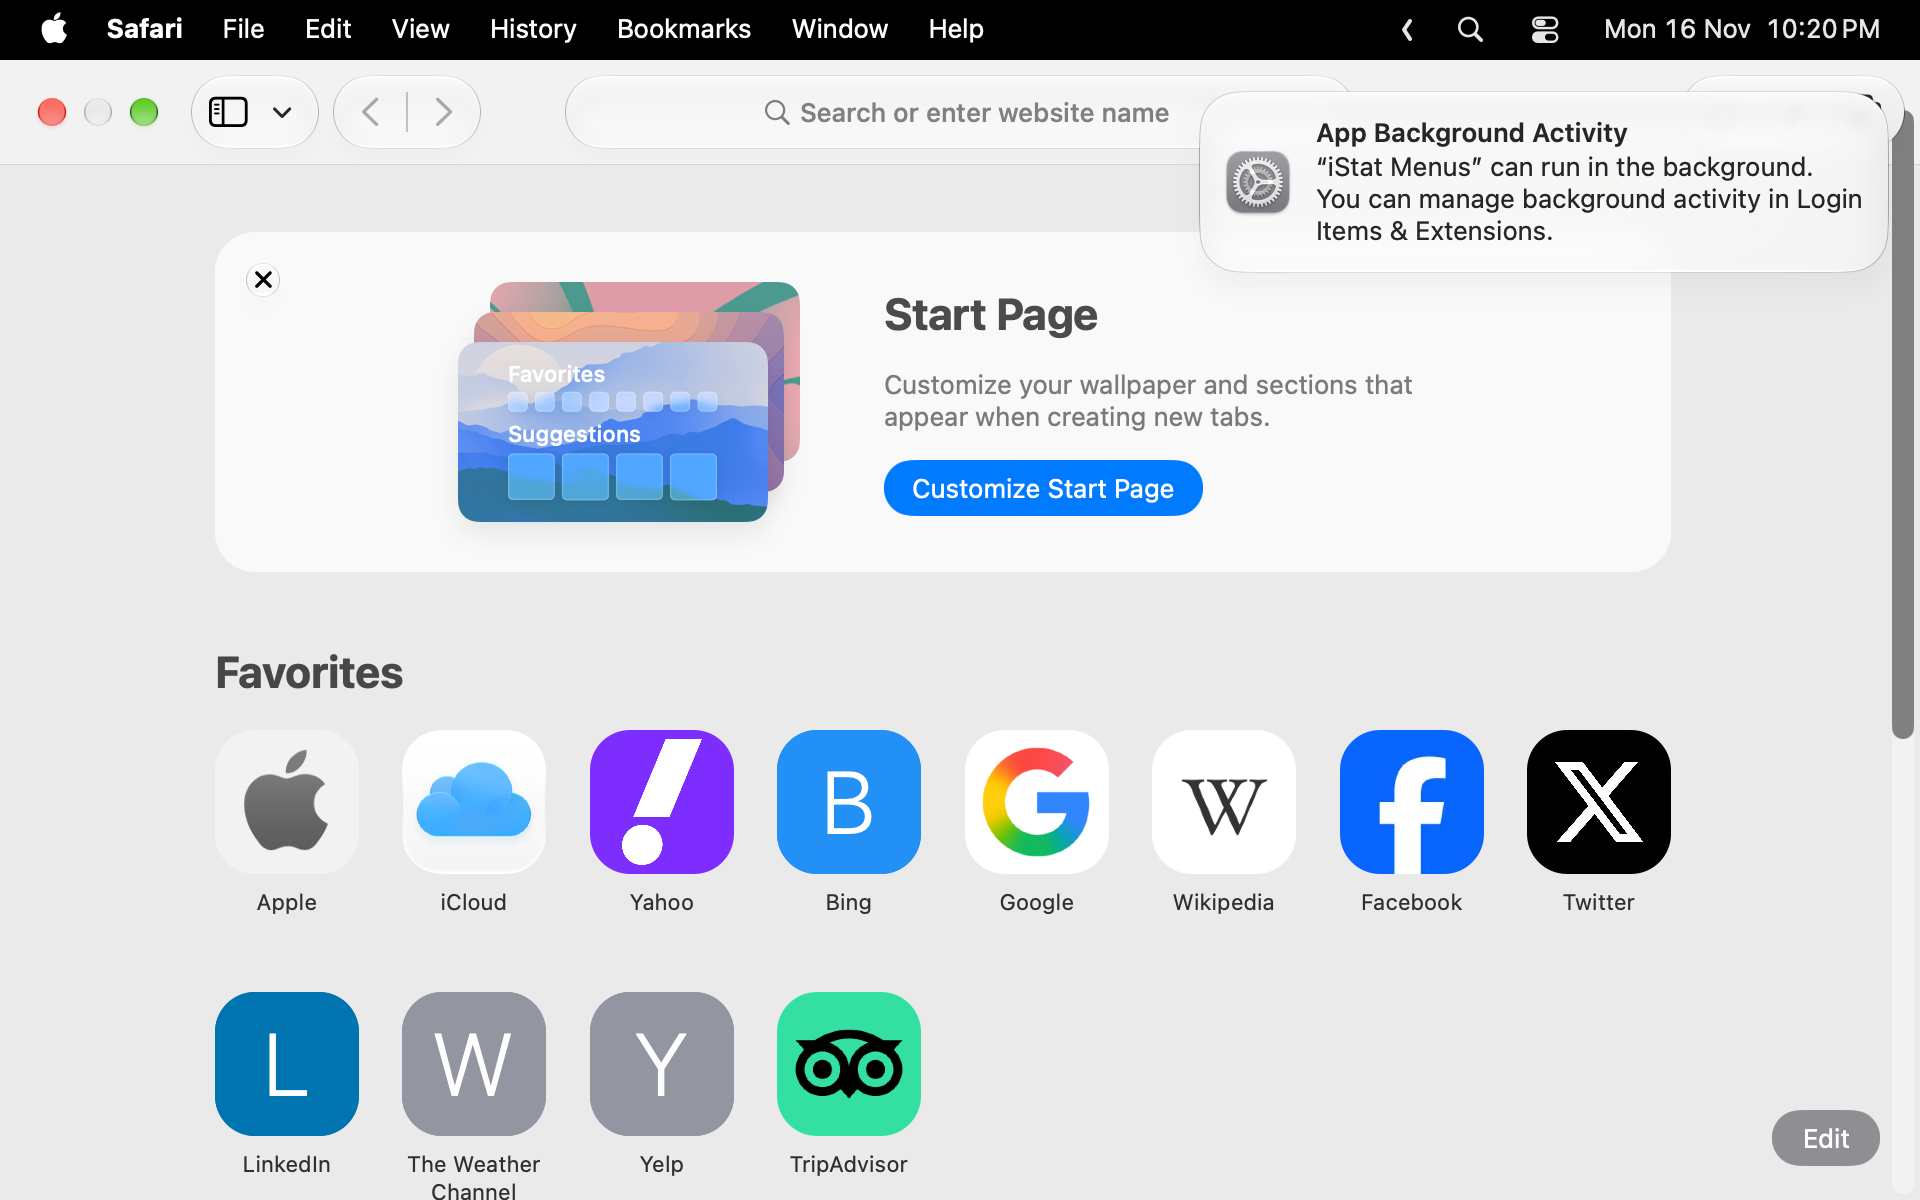 Safari File Edit View History Bookmarks Window Help Mon 16 Nov 10:20 PM
Search or enter website name
App Background Activity
“iStat Menus” can run in the background.
You can manage background activity in Login
Items & Extensions.
Start Page
Customize your wallpaper and sections that
appear when creating new tabs.
Customize Start Page
Favorites
Suggestions
Favorites
B
W
Apple iCloud Yahoo Bing Google Wikipedia Facebook Twitter
L W Y
LinkedIn The Weather Yelp TripAdvisor
Channel
Edit